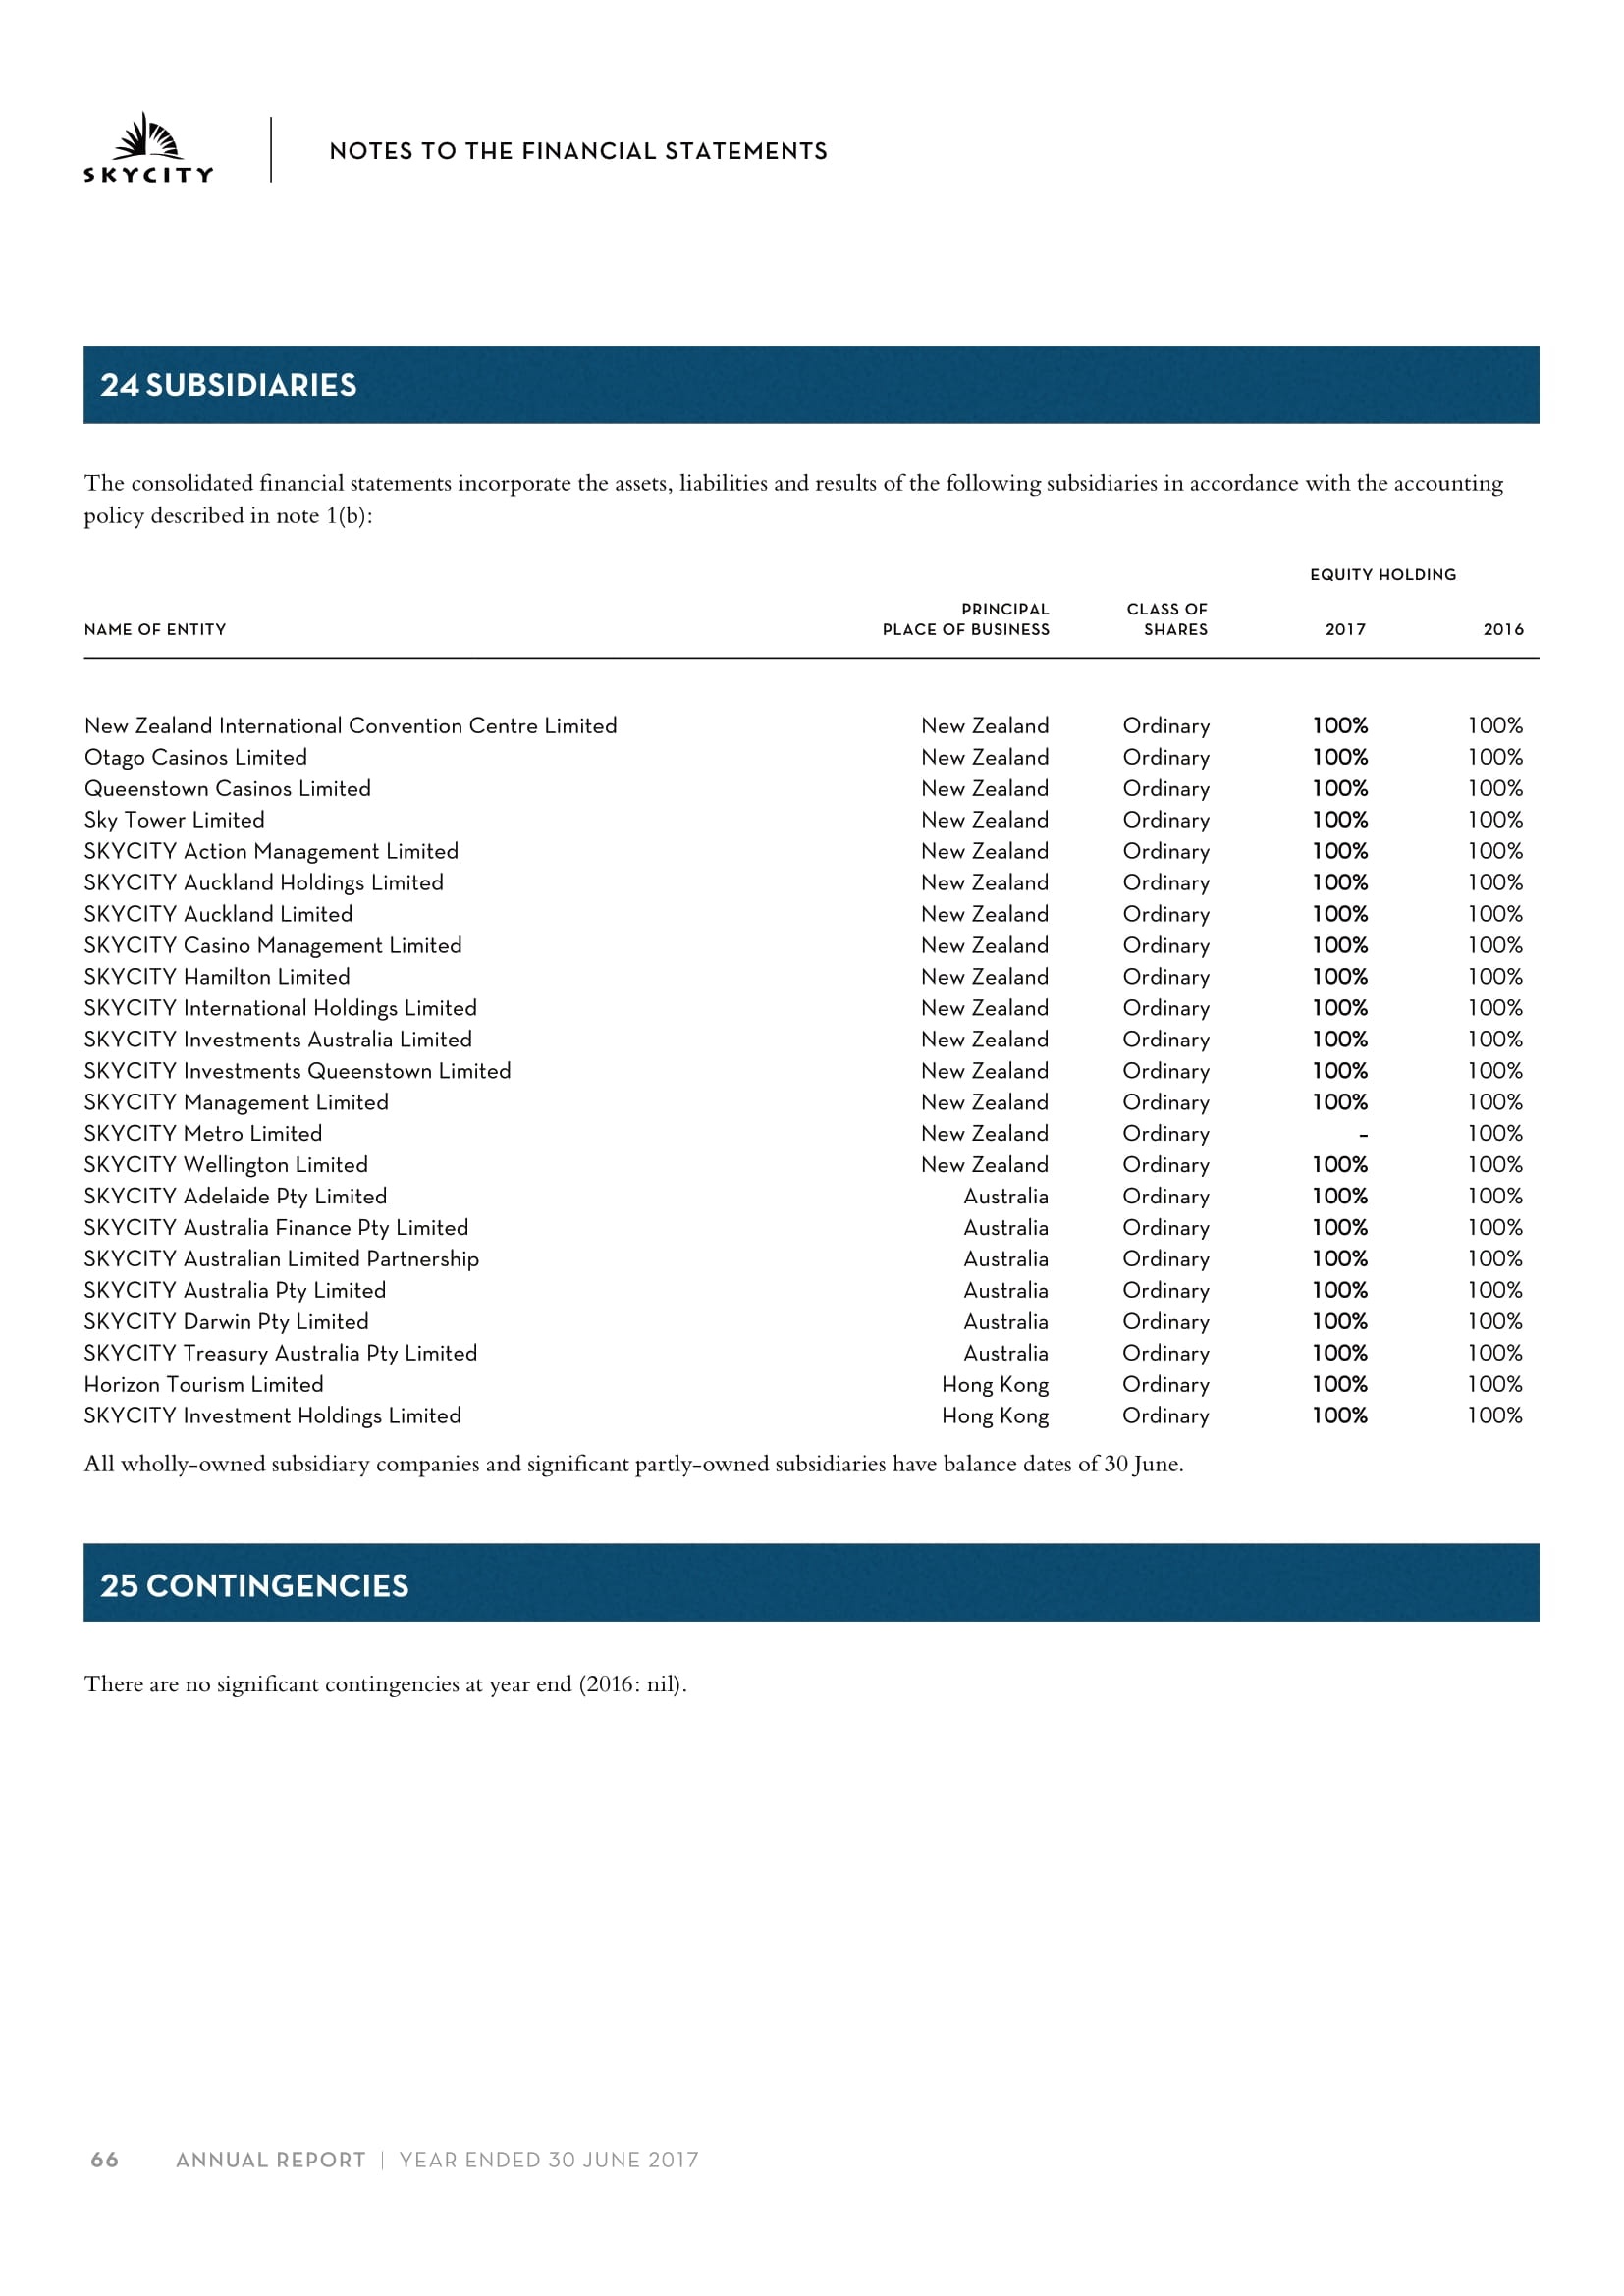 SKYCITY
NOTES TO THE FINANCIAL STATEMENTS
24 SUBSIDIARIES
The consolidated financial statements incorporate the assets, liabilities and results of the following subsidiaries in accordance with the accounting
policy described in note 1(b):
EQUITY HOLDING
PRINCIPAL CLASS OF
NAME OF ENTITY PLACE OF BUSINESS SHARES 2017 2016
New Zealand International Convention Centre Limited New Zealand Ordinary 100% 100%
Otago Casinos Limited New Zealand Ordinary 100% 100%
Queenstown Casinos Limited New Zealand Ordinary 100% 100%
Sky Tower Limited New Zealand Ordinary 100% 100%
SKYCITY Action Management Limited New Zealand Ordinary 100% 100%
SKYCITY Auckland Holdings Limited New Zealand Ordinary 100% 100%
SKYCITY Auckland Limited New Zealand Ordinary 100% 100%
SKYCITY Casino Management Limited New Zealand Ordinary 100% 100%
SKYCITY Hamilton Limited New Zealand Ordinary 100% 100%
SKYCITY International Holdings Limited New Zealand Ordinary 100% 100%
SKYCITY Investments Australia Limited New Zealand Ordinary 100% 100%
SKYCITY Investments Queenstown Limited New Zealand Ordinary 100% 100%
SKYCITY Management Limited New Zealand Ordinary 100% 100%
SKYCITY Metro Limited New Zealand Ordinary - 100%
SKYCITY Wellington Limited New Zealand Ordinary 100% 100%
SKYCITY Adelaide Pty Limited Australia Ordinary 100% 100%
SKYCITY Australia Finance Pty Limited Australia Ordinary 100% 100%
SKYCITY Australian Limited Partnership Australia Ordinary 100% 100%
SKYCITY Australia Pty Limited Australia Ordinary 100% 100%
SKYCITY Darwin Pty Limited Australia Ordinary 100% 100%
SKYCITY Treasury Australia Pty Limited Australia Ordinary 100% 100%
Horizon Tourism Limited Hong Kong Ordinary 100% 100%
SKYCITY Investment Holdings Limited Hong Kong Ordinary 100% 100%
All wholly-owned subsidiary companies and significant partly-owned subsidiaries have balance dates of 30 June.
25 CONTINGENCIES
There are no significant contingencies at year end (2016: nil).
66 ANNUAL REPORT | YEAR ENDED 30 JUNE 2017